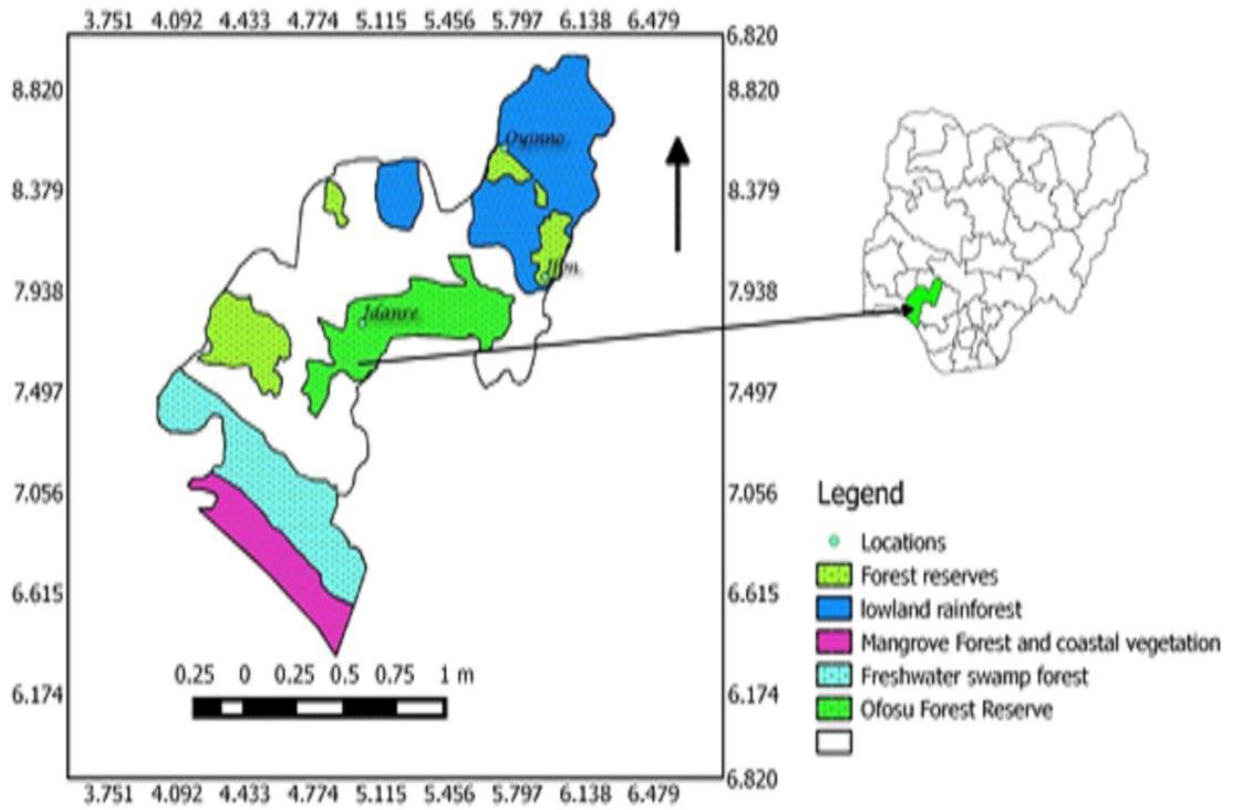 3.751 4.092 4.433 4.774 5.115 5.456 5.797 6.138 6.479
6.820
8.820 8.820
Oyinno
8.379 8.379
Ifon
7.938 7.938
Idanre
7.497 7.497
7.056 7.056
6.615 6.615
0.25 0 0.25 0.5 0.75 1 m
6.174 6.174
6.820
3.751 4.092 4.433 4.774 5.115 5.456 5.797 6.138 6.479
Legend
Locations
Forest reserves
lowland rainforest
Mangrove Forest and coastal vegetation
Freshwater swamp forest
Ofosu Forest Reserve